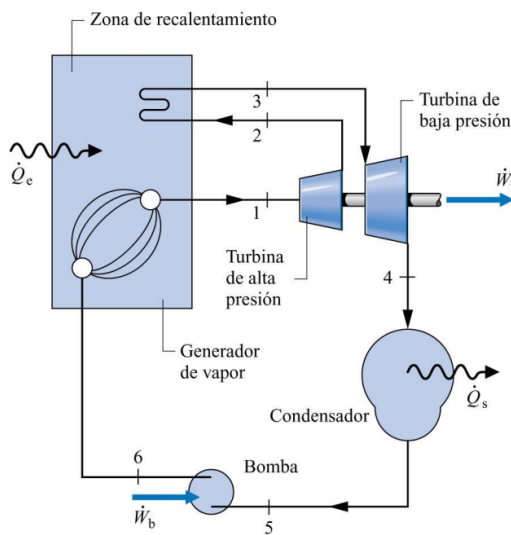 Zona de recalentamiento
Turbina de
baja presión
3
2
Q̇e
1
Ẇ
Turbina
de alta
presión
4
Generador
de vapor
Condensador
Q̇s
6
Bomba
Ẇb
5